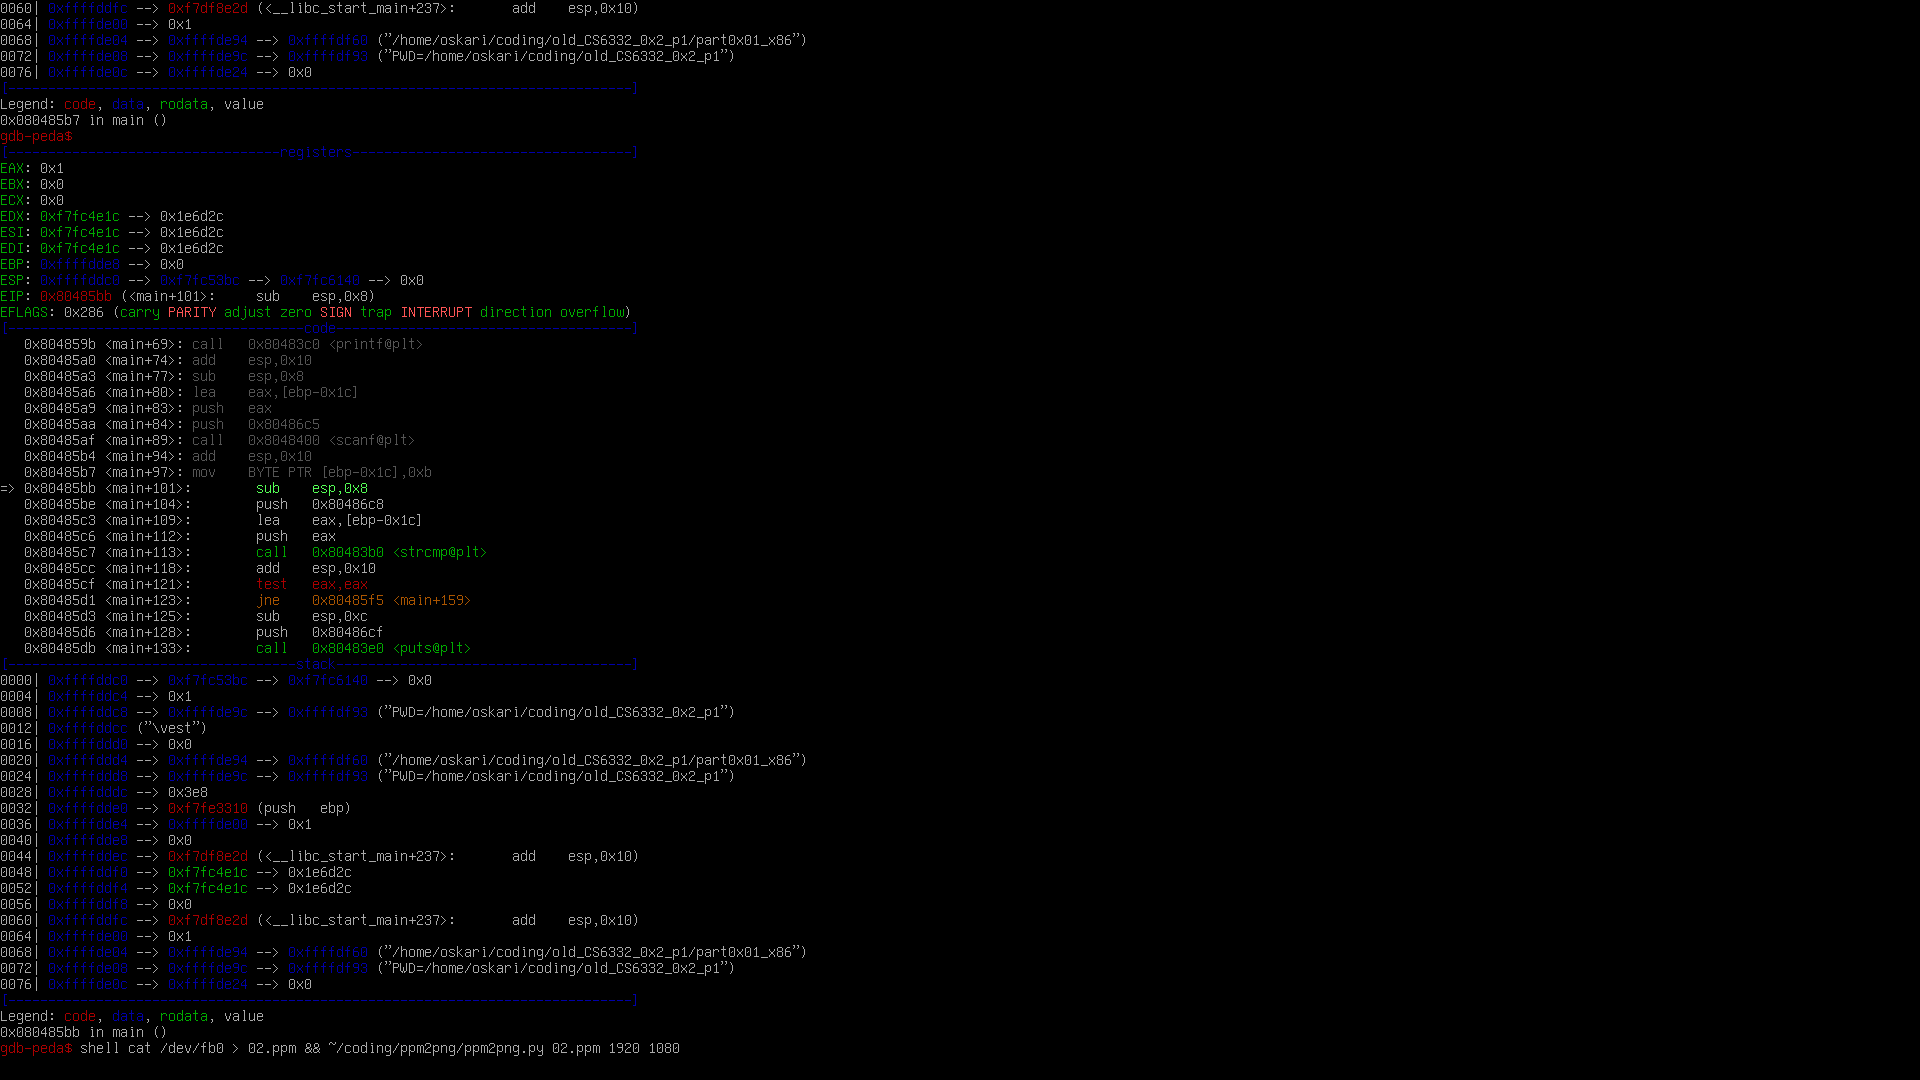 0060| 0xffffddfc --> 0xf7df8e2d (<__libc_start_main+237>:       add    esp,0x10)
0064| 0xffffde00 --> 0x1
0068| 0xffffde04 --> 0xffffde94 --> 0xffffdf60 ("/home/oskari/coding/old_CS6332_0x2_p1/part0x01_x86")
0072| 0xffffde08 --> 0xffffde9c --> 0xffffdf93 ("PWD=/home/oskari/coding/old_CS6332_0x2_p1")
0076| 0xffffde0c --> 0xffffde24 --> 0x0
[------------------------------------------------------------------------------]
Legend: code, data, rodata, value
0x080485b7 in main ()
gdb-peda$
[----------------------------------registers-----------------------------------]
EAX: 0x1
EBX: 0x0
ECX: 0x0
EDX: 0xf7fc4e1c --> 0x1e6d2c
ESI: 0xf7fc4e1c --> 0x1e6d2c
EDI: 0xf7fc4e1c --> 0x1e6d2c
EBP: 0xffffdde8 --> 0x0
ESP: 0xffffddc0 --> 0xf7fe50bc --> 0xf7fc6140 --> 0x0
EIP: 0x80485bb (<main+101>:     sub    esp,0x8)
EFLAGS: 0x286 (carry PARITY adjust zero SIGN trap INTERRUPT direction overflow)
[-------------------------------------code-------------------------------------]
   0x804859b <main+69>: call   0x80483c0 <printf@plt>
   0x80485a0 <main+74>: add    esp,0x10
   0x80485a3 <main+77>: sub    esp,0x8
   0x80485a6 <main+80>: lea    eax,[ebp-0x1c]
   0x80485a9 <main+83>: push   eax
   0x80485aa <main+84>: push   0x80486c5
   0x80485af <main+89>: call   0x8048400 <scanf@plt>
   0x80485b4 <main+94>: add    esp,0x10
   0x80485b7 <main+97>: mov    BYTE PTR [ebp-0x1c],0xb
=> 0x80485bb <main+101>:        sub    esp,0x8
   0x80485be <main+104>:        push   0x80486c8
   0x80485c3 <main+109>:        lea    eax,[ebp-0x1c]
   0x80485c6 <main+112>:        push   eax
   0x80485c7 <main+113>:        call   0x80483b0 <strcmp@plt>
   0x80485cc <main+118>:        add    esp,0x10
   0x80485cf <main+121>:        test   eax,eax
   0x80485d1 <main+123>:        jne    0x80485f5 <main+159>
   0x80485d3 <main+125>:        sub    esp,0xc
   0x80485d6 <main+128>:        push   0x80486cf
   0x80485db <main+133>:        call   0x80483e0 <puts@plt>
[------------------------------------stack-------------------------------------]
0000| 0xffffddc0 --> 0xf7fe50bc --> 0xf7fc6140 --> 0x0
0004| 0xffffddc4 --> 0x1
0008| 0xffffddc8 --> 0xffffde9c --> 0xffffdf93 ("PWD=/home/oskari/coding/old_CS6332_0x2_p1")
0012| 0xffffddcc ("\vest")
0016| 0xffffddd0 --> 0x0
0020| 0xffffddd4 --> 0xffffde94 --> 0xffffdf60 ("/home/oskari/coding/old_CS6332_0x2_p1/part0x01_x86")
0024| 0xffffddd8 --> 0xffffde9c --> 0xffffdf93 ("PWD=/home/oskari/coding/old_CS6332_0x2_p1")
0028| 0xffffdddc --> 0x3e8
0032| 0xffffdde0 --> 0xf7fe3310 (push   ebp)
0036| 0xffffdde4 --> 0xffffde00 --> 0x1
0040| 0xffffdde8 --> 0x0
0044| 0xffffddec --> 0xf7df8e2d (<__libc_start_main+237>:       add    esp,0x10)
0048| 0xffffddf0 --> 0xf7fc4e1c --> 0x1e6d2c
0052| 0xffffddf4 --> 0xf7fc4e1c --> 0x1e6d2c
0056| 0xffffddf8 --> 0x0
0060| 0xffffddfc --> 0xf7df8e2d (<__libc_start_main+237>:       add    esp,0x10)
0064| 0xffffde00 --> 0x1
0068| 0xffffde04 --> 0xffffde94 --> 0xffffdf60 ("/home/oskari/coding/old_CS6332_0x2_p1/part0x01_x86")
0072| 0xffffde08 --> 0xffffde9c --> 0xffffdf93 ("PWD=/home/oskari/coding/old_CS6332_0x2_p1")
0076| 0xffffde0c --> 0xffffde24 --> 0x0
[------------------------------------------------------------------------------]
Legend: code, data, rodata, value
0x080485bb in main ()
gdb-peda$ shell cat /dev/fb0 > 02.ppm && ~/coding/ppm2png/ppm2png.py 02.ppm 1920 1080